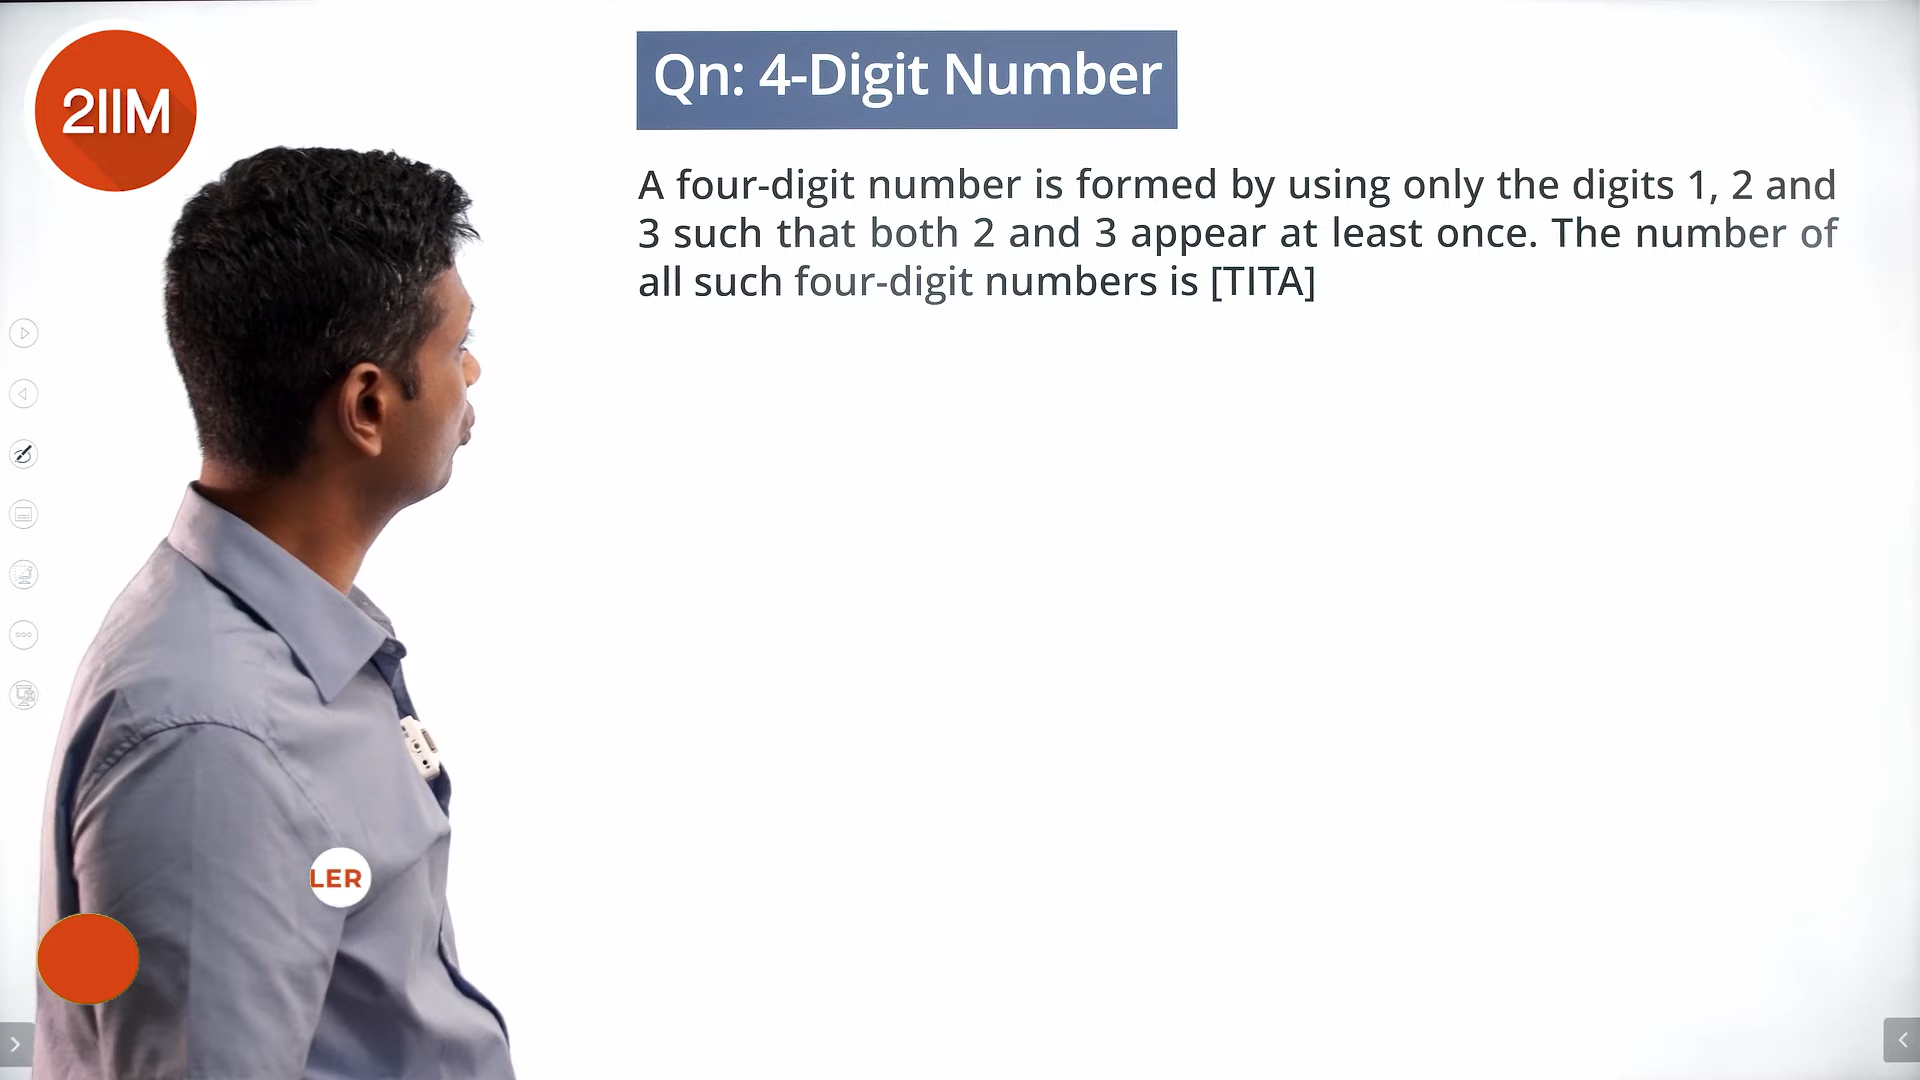 2IIM
Qn: 4-Digit Number
A four-digit number is formed by using only the digits 1, 2 and
3 such that both 2 and 3 appear at least once. The number of
all such four-digit numbers is [TITA]
LER